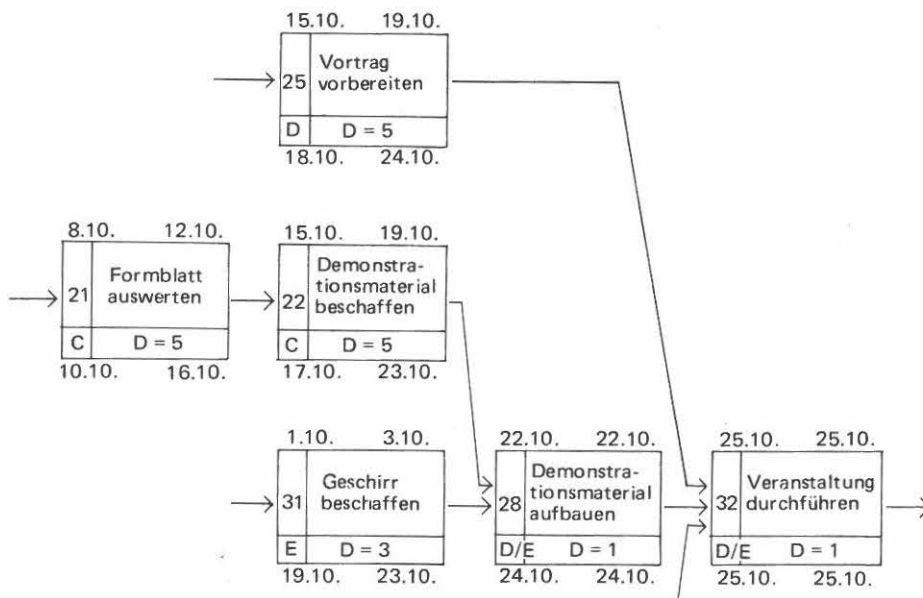 15.10. 19.10.
25 Vortrag
vorbereiten
D D = 5
18.10. 24.10.
8.10. 12.10.
21 Formblatt
auswerten
C D = 5
10.10. 16.10.
15.10. 19.10.
22 Demonstra-
tionsmaterial
beschaffen
C D = 5
17.10. 23.10.
1.10. 3.10.
31 Geschirr
beschaffen
E D = 3
19.10. 23.10.
22.10. 22.10.
28 Demonstra-
tionsmaterial
aufbauen
D/E D = 1
24.10. 24.10.
25.10. 25.10.
32 Veranstaltung
durchführen
D/E D = 1
25.10. 25.10.